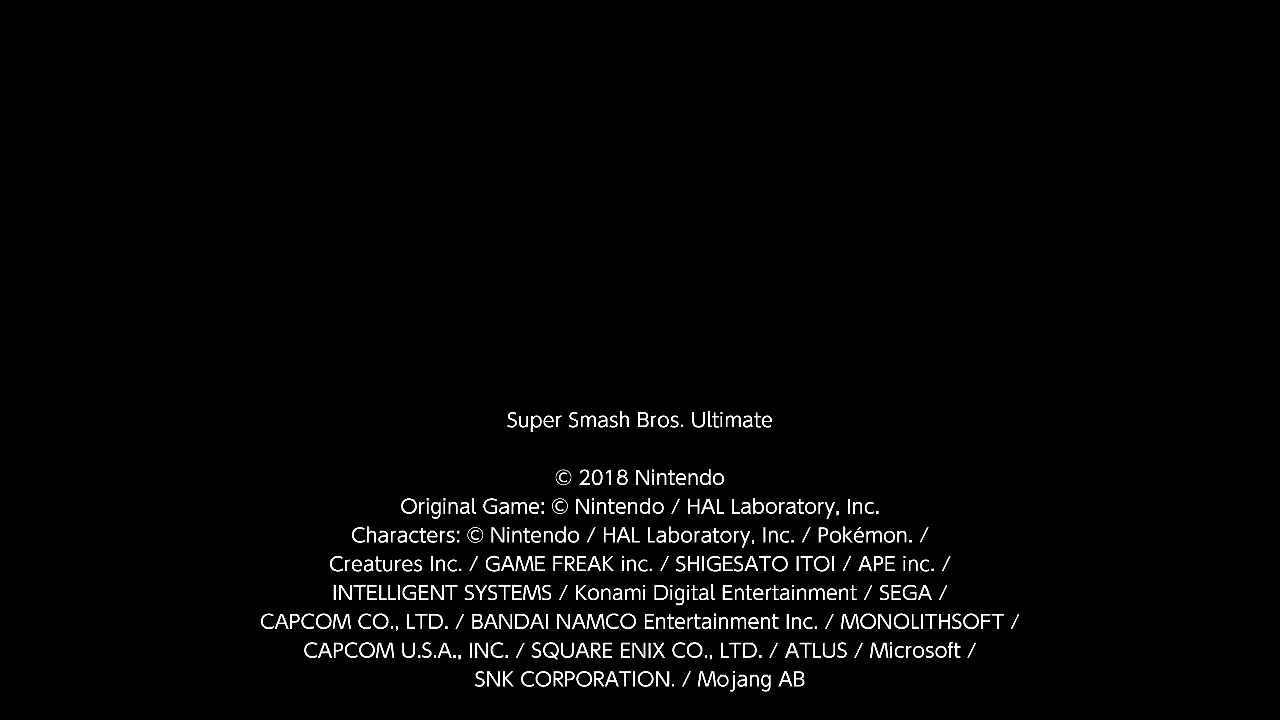 Super Smash Bros. Ultimate
© 2018 Nintendo
Original Game: © Nintendo / HAL Laboratory, Inc.
Characters: © Nintendo / HAL Laboratory, Inc. / Pokémon. /
Creatures Inc. / GAME FREAK inc. / SHIGESATO ITOI / APE inc. /
INTELLIGENT SYSTEMS / Konami Digital Entertainment / SEGA /
CAPCOM CO., LTD. / BANDAI NAMCO Entertainment Inc. / MONOLITHSOFT /
CAPCOM U.S.A., INC. / SQUARE ENIX CO., LTD. / ATLUS / Microsoft /
SNK CORPORATION. / Mojang AB